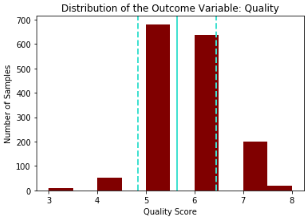 Distribution of the Outcome Variable: Quality
700
600
500
400
300
200
100
0
Number of Samples
3 4 5 6 7 8
Quality Score